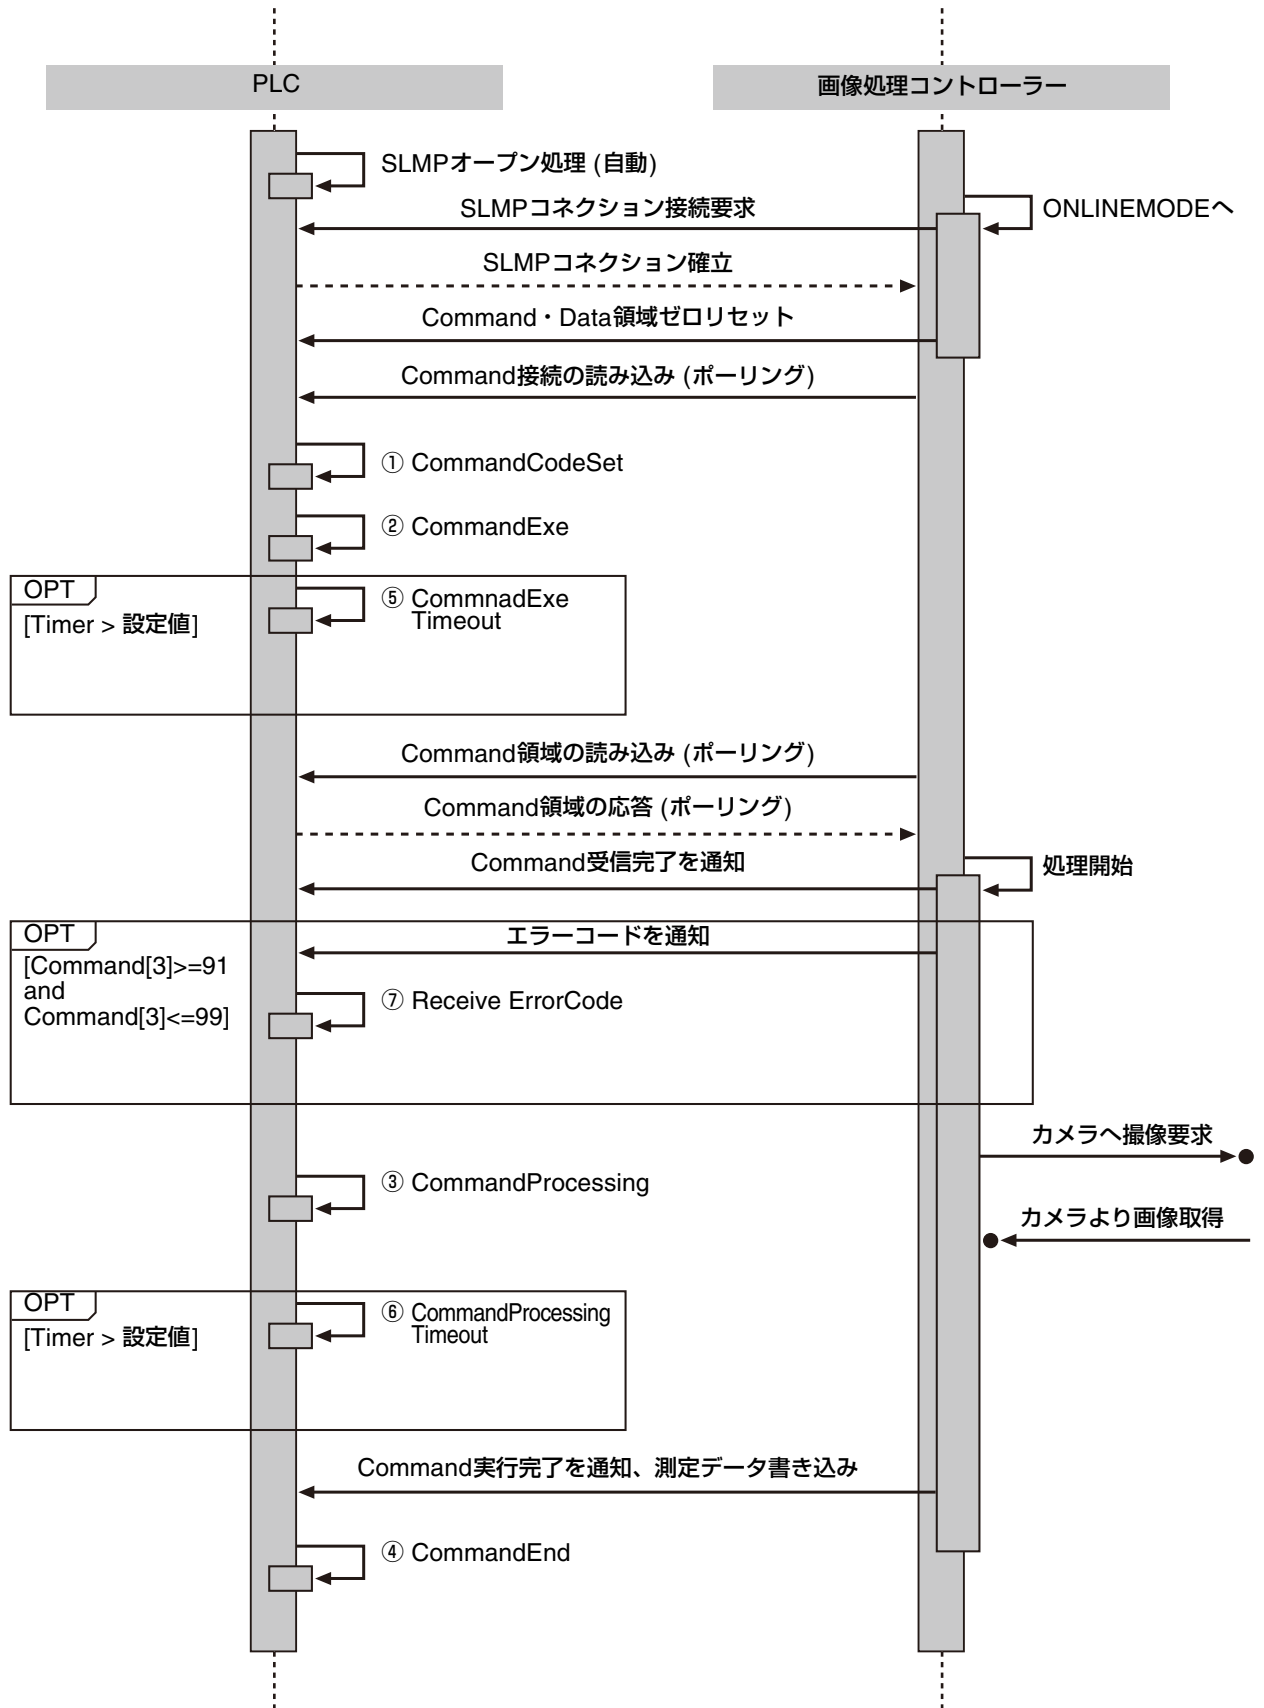 PLC
画像処理コントローラー
SLMPオープン処理 (自動)
SLMPコネクション接続要求
ONLINEMODEへ
SLMPコネクション確立
Command・Data領域ゼロリセット
Command接続の読み込み (ポーリング)
① CommandCodeSet
② CommandExe
OPT
[Timer > 設定値]
⑤ CommnadExe
Timeout
Command領域の読み込み (ポーリング)
Command領域の応答 (ポーリング)
Command受信完了を通知
処理開始
OPT
[Command[3]>=91
and
Command[3]<=99]
エラーコードを通知
⑦ Receive ErrorCode
カメラへ撮像要求
③ CommandProcessing
カメラより画像取得
OPT
[Timer > 設定値]
⑥ CommandProcessing
Timeout
Command実行完了を通知、測定データ書き込み
④ CommandEnd